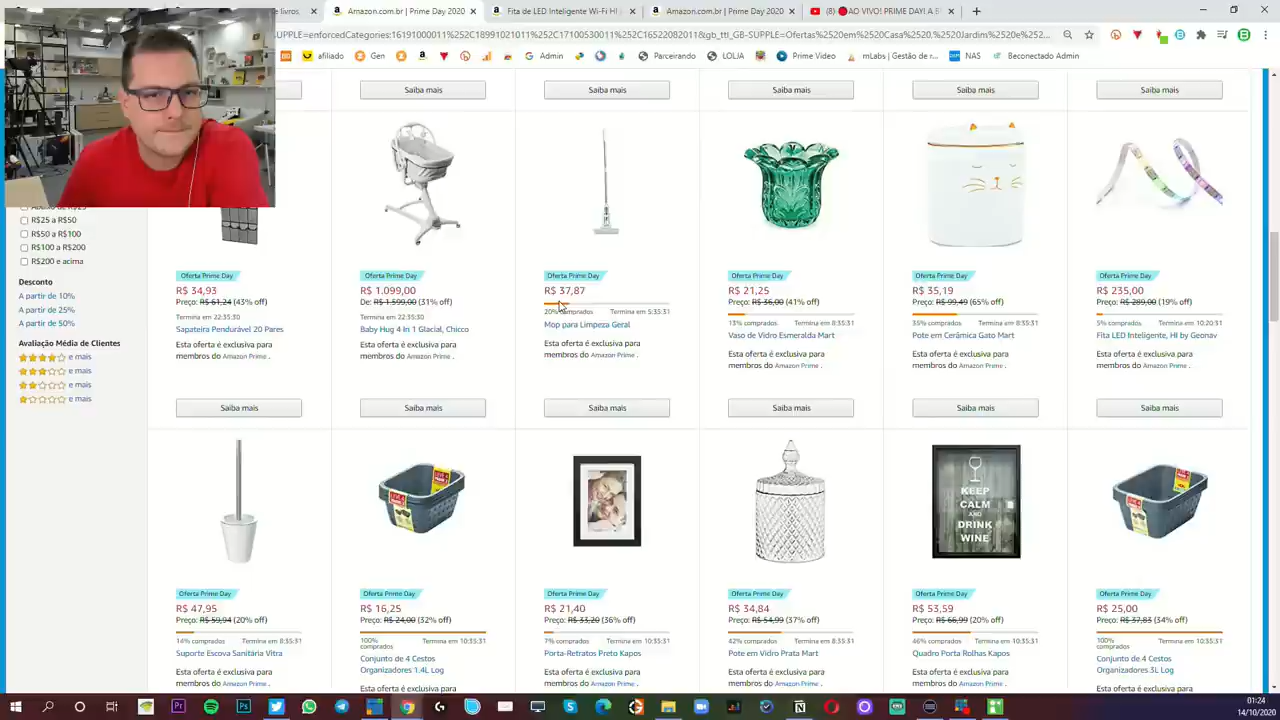 e livros,
Amazon.com.br | Prime Day 2020
Fita de LED Inteligente Wi-Fi HI
Amazon.com.br | Prime Day 2020
(8) AO VIVO! PRIME DAY! A
SUPPLE=enforcedCategories:16191000011%252C18991021011%252C17100530011%252C16522082011&gb_ttl_GB-SUPPLE=Ofertas%2520em%2520Casa%252C%2520Jardim%2520e%252...
afiliado
Gen
Admin
Parceirando
LOLJA
Prime Video
mLabs | Gestão de r...
NAS
Beconectado Admin
Saiba mais
Saiba mais
Saiba mais
Saiba mais
Saiba mais
R$25 a R$50
R$50 a R$100
R$100 a R$200
R$200 e acima
Desconto
A partir de 10%
A partir de 25%
A partir de 50%
Avaliação Média de Clientes
e mais
e mais
e mais
e mais
Oferta Prime Day
R$ 34,93
Preço: R$ 61,24 (43% off)
Termina em 22:35:30
Sapateira Pendurável 20 Pares
Esta oferta é exclusiva para
membros do Amazon Prime .
Saiba mais
Oferta Prime Day
R$ 1.099,00
De: R$ 1.599,00 (31% off)
Termina em 22:35:30
Baby Hug 4 In 1 Glacial, Chicco
Esta oferta é exclusiva para
membros do Amazon Prime .
Saiba mais
Oferta Prime Day
R$ 37,87
20% comprados Termina em 5:35:31
Mop para Limpeza Geral
Esta oferta é exclusiva para
membros do Amazon Prime .
Saiba mais
Oferta Prime Day
R$ 21,25
Preço: R$ 36,00 (41% off)
13% comprados Termina em 8:35:31
Vaso de Vidro Esmeralda Mart
Esta oferta é exclusiva para
membros do Amazon Prime .
Saiba mais
Oferta Prime Day
R$ 35,19
Preço: R$ 99,49 (65% off)
35% comprados Termina em 8:35:31
Pote em Cerâmica Gato Mart
Esta oferta é exclusiva para
membros do Amazon Prime .
Saiba mais
Oferta Prime Day
R$ 235,00
Preço: R$ 289,00 (19% off)
5% comprados Termina em 10:20:31
Fita LED Inteligente, HI by Geonav
Esta oferta é exclusiva para
membros do Amazon Prime .
Saiba mais
Oferta Prime Day
R$ 47,95
Preço: R$ 59,94 (20% off)
14% comprados Termina em 8:35:31
Suporte Escova Sanitária Vitra
Esta oferta é exclusiva para
membros do Amazon Prime .
Oferta Prime Day
R$ 16,25
Preço: R$ 24,00 (32% off)
100% comprados Termina em 10:35:31
Conjunto de 4 Cestos
Organizadores 1.4L Log
Esta oferta é exclusiva para
Oferta Prime Day
R$ 21,40
Preço: R$ 33,20 (36% off)
7% comprados Termina em 10:35:31
Porta-Retratos Preto Kapos
Esta oferta é exclusiva para
membros do Amazon Prime .
Oferta Prime Day
R$ 34,84
Preço: R$ 54,99 (37% off)
42% comprados Termina em 8:35:31
Pote em Vidro Prata Mart
Esta oferta é exclusiva para
membros do Amazon Prime .
KEEP
CALM
AND
DRINK
WINE
Oferta Prime Day
R$ 53,59
Preço: R$ 66,99 (20% off)
46% comprados Termina em 10:35:31
Quadro Porta Rolhas Kapos
Esta oferta é exclusiva para
membros do Amazon Prime .
Oferta Prime Day
R$ 25,00
Preço: R$ 37,83 (34% off)
100% comprados Termina em 10:35:31
Conjunto de 4 Cestos
Organizadores 3L Log
Esta oferta é exclusiva para
01:24
14/10/2020